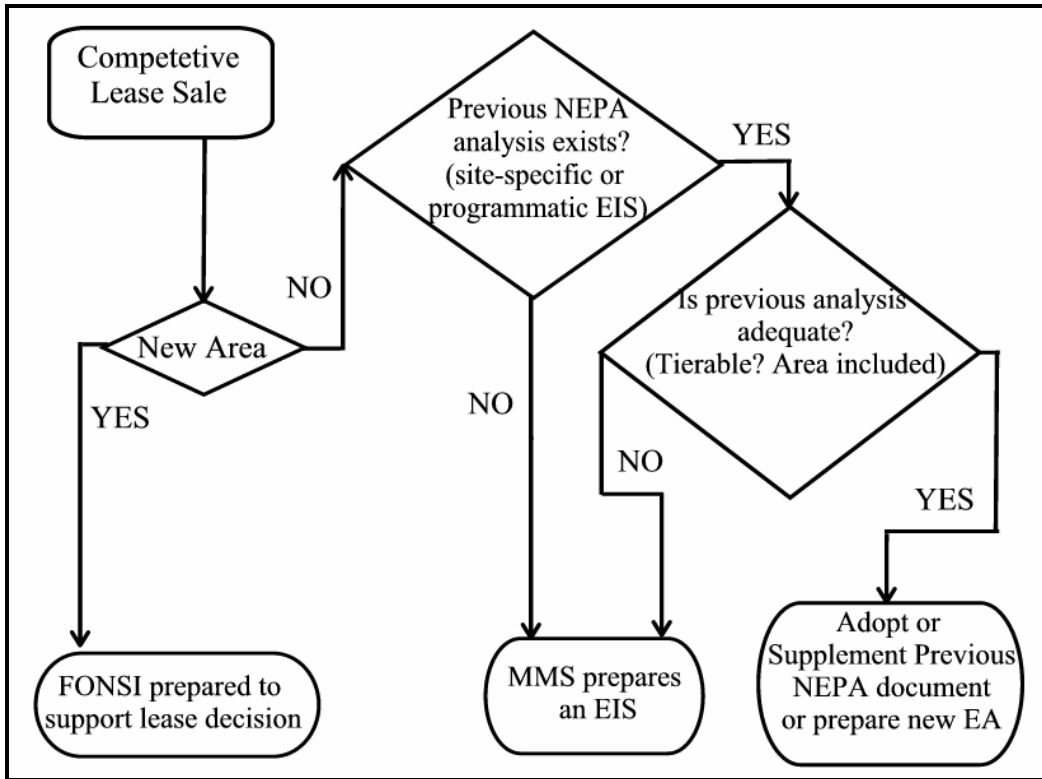 Competetive
Lease Sale
Previous NEPA
analysis exists?
(site-specific or
programmatic EIS)
YES
NO
New Area
Is previous analysis
adequate?
(Tierable? Area included)
YES
NO
NO
YES
FONSI prepared to
support lease decision
MMS prepares
an EIS
Adopt or
Supplement Previous
NEPA document
or prepare new EA